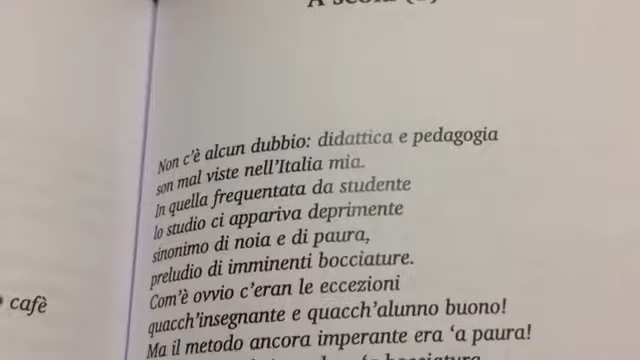 cafè
Non c'è alcun dubbio: didattica e pedagogia
son mal viste nell'Italia mia.
In quella frequentata da studente
lo studio ci appariva deprimente
sinonimo di noia e di paura,
preludio di imminenti bocciature.
Com'è ovvio c'eran le eccezioni
quacch'insegnante e quacch'alunno buono!
Ma il metodo ancora imperante era 'a paura!